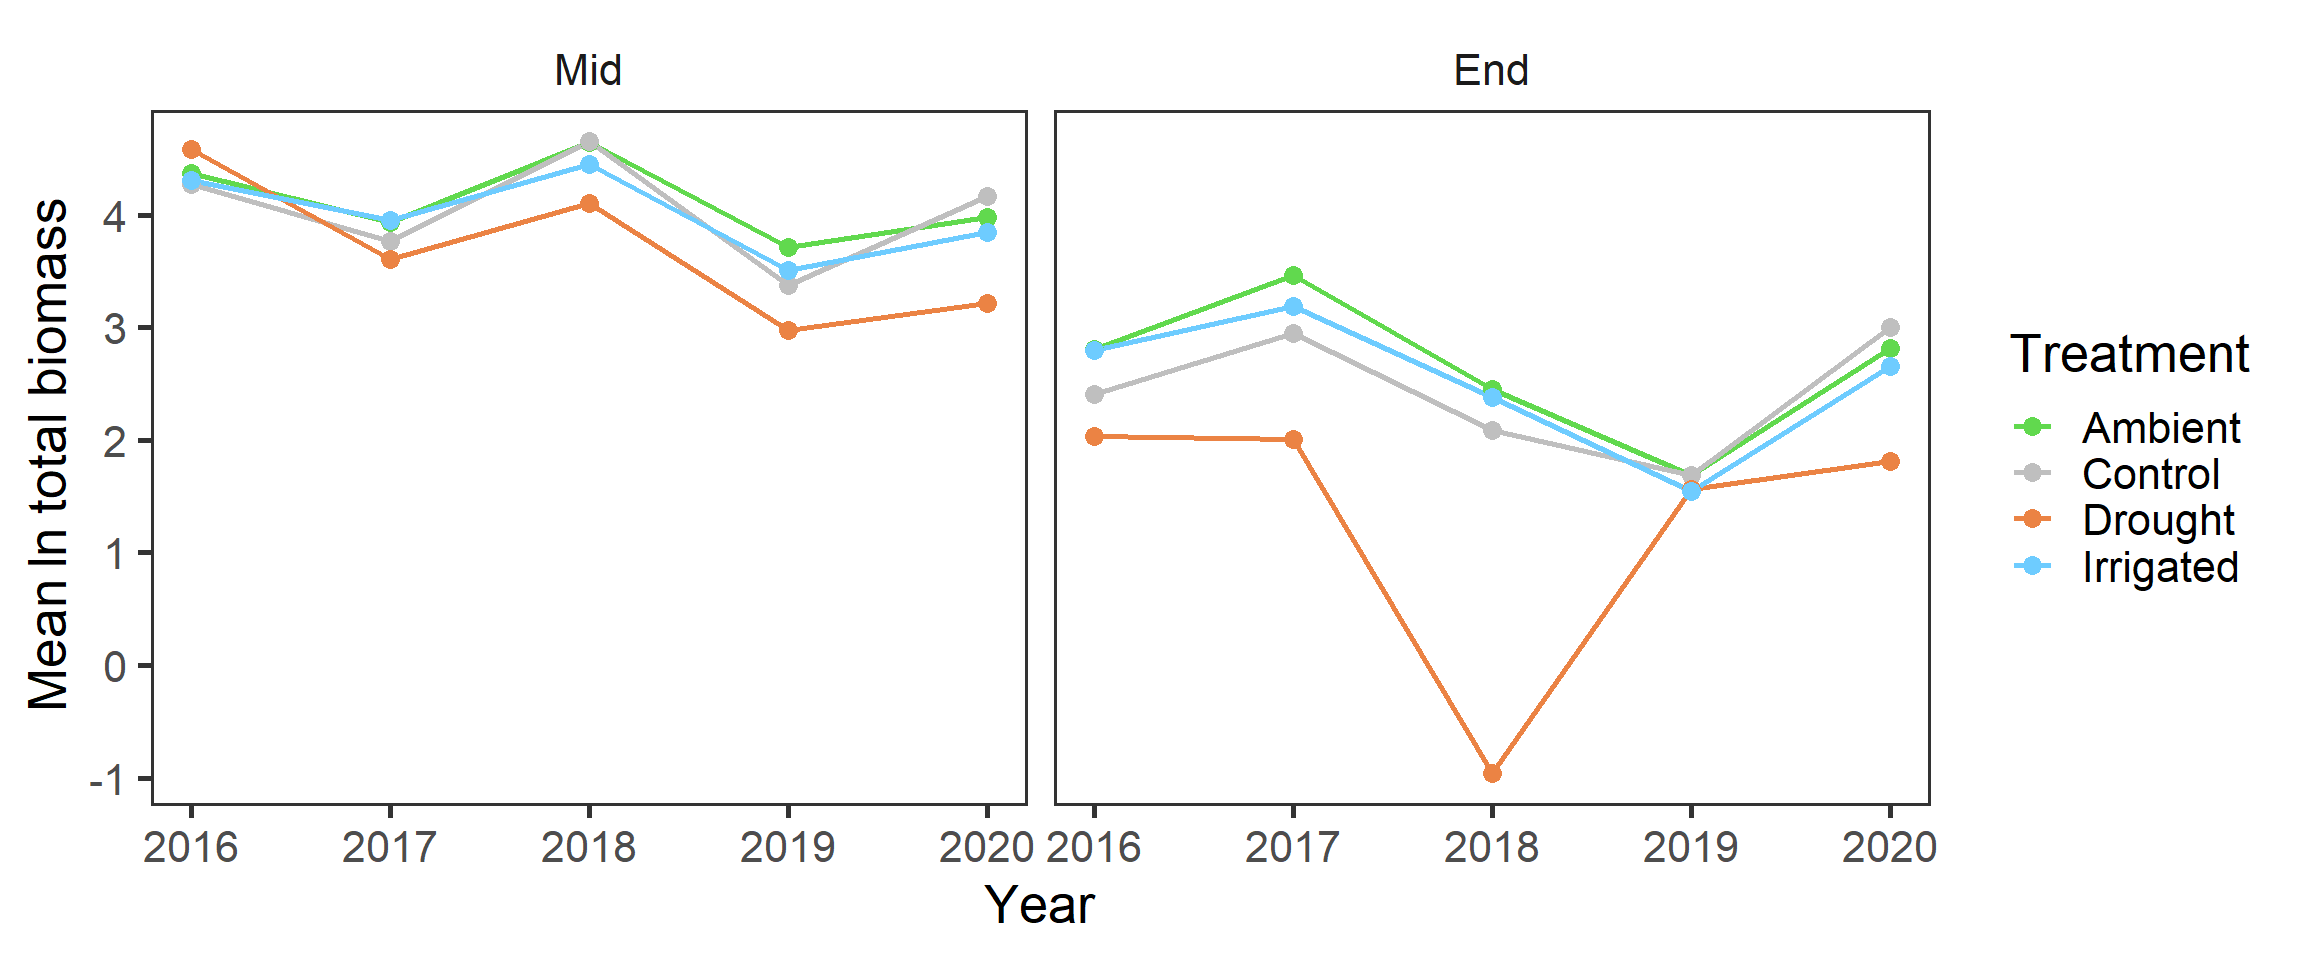 Mid
End
Mean ln total biomass
4
3
2
1
0
-1
2016 2017 2018 2019 2020
2016 2017 2018 2019 2020
Year
Treatment
Ambient
Control
Drought
Irrigated